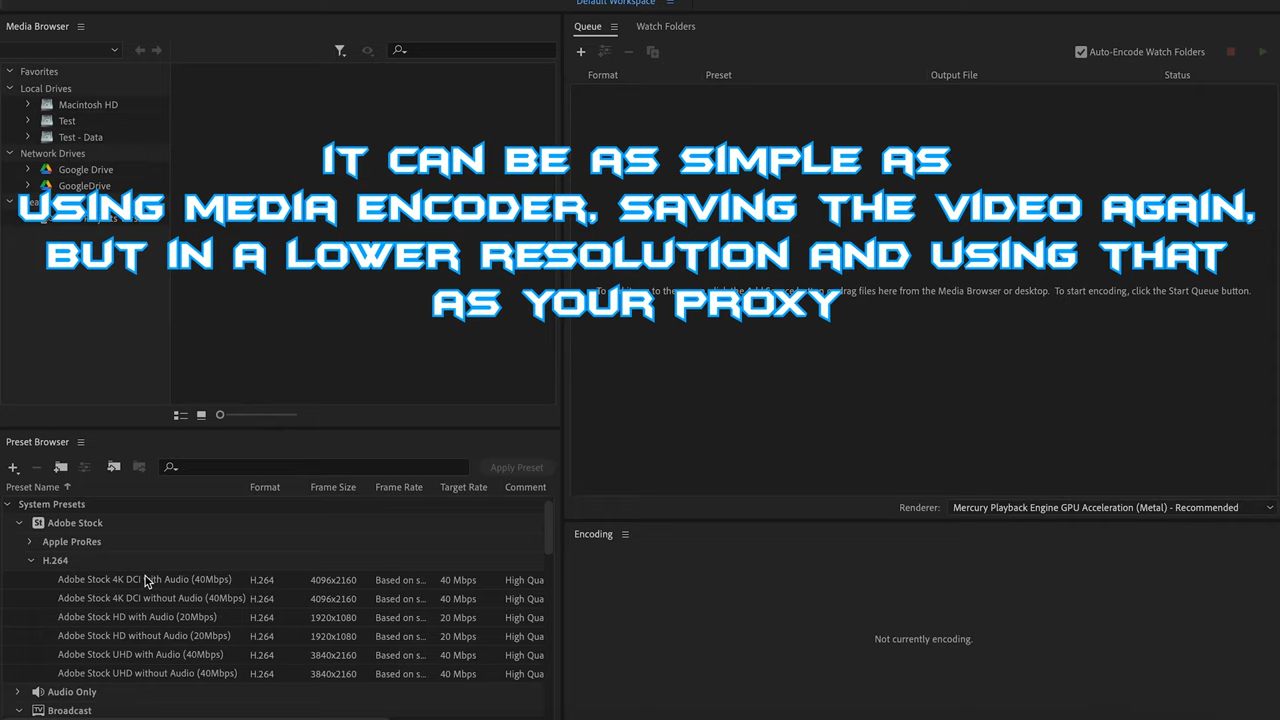 Default Workspace
Media Browser
Queue
Watch Folders
Auto-Encode Watch Folders
Format Preset Output File Status
Favorites
Local Drives
Macintosh HD
Test
Test - Data
Network Drives
Google Drive
GoogleDrive
IT CAN BE AS SIMPLE AS
USING MEDIA ENCODER, SAVING THE VIDEO AGAIN,
BUT IN A LOWER RESOLUTION AND USING THAT
AS YOUR PROXY
drag files here from the Media Browser or desktop. To start encoding, click the Start Queue button.
Preset Browser
Apply Preset
Preset Name Format Frame Size Frame Rate Target Rate Comment
System Presets
St Adobe Stock
Apple ProRes
H.264
Adobe Stock 4K DCI with Audio (40Mbps) H.264 4096x2160 Based on s... 40 Mbps High Qua
Adobe Stock 4K DCI without Audio (40Mbps) H.264 4096x2160 Based on s... 40 Mbps High Qua
Adobe Stock HD with Audio (20Mbps) H.264 1920x1080 Based on s... 20 Mbps High Qua
Adobe Stock HD without Audio (20Mbps) H.264 1920x1080 Based on s... 20 Mbps High Qua
Adobe Stock UHD with Audio (40Mbps) H.264 3840x2160 Based on s... 40 Mbps High Qua
Adobe Stock UHD without Audio (40Mbps) H.264 3840x2160 Based on s... 40 Mbps High Qua
Audio Only
TV Broadcast
Renderer: Mercury Playback Engine GPU Acceleration (Metal) - Recommended
Encoding
Not currently encoding.